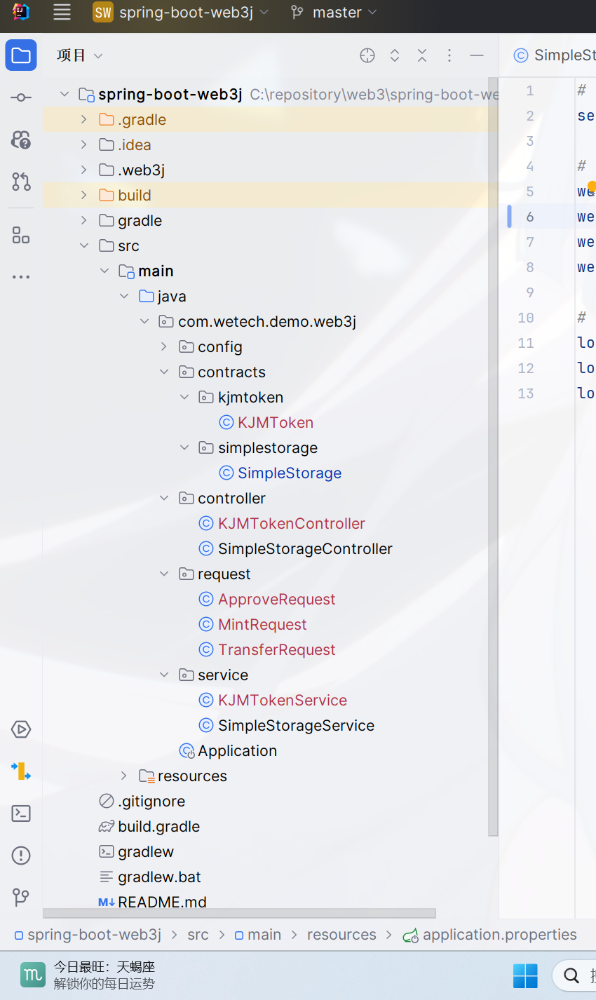 SW spring-boot-web3j master
项目
SimpleSt
spring-boot-web3j C:\repository\web3\spring-boot-we
.gradle
.idea
.web3j
build
gradle
src
main
java
com.wetech.demo.web3j
config
contracts
kjmtoken
KJMToken
simplestorage
SimpleStorage
controller
KJMTokenController
SimpleStorageController
request
ApproveRequest
MintRequest
TransferRequest
service
KJMTokenService
SimpleStorageService
Application
resources
.gitignore
build.gradle
gradlew
gradlew.bat
README.md
1 #
2 se
3
4 #
5 we
6 we
7 we
8 we
9
10 #
11 lo
12 lo
13 lo
spring-boot-web3j > src > main > resources > application.properties
今日最旺：天蝎座
解锁你的每日运势